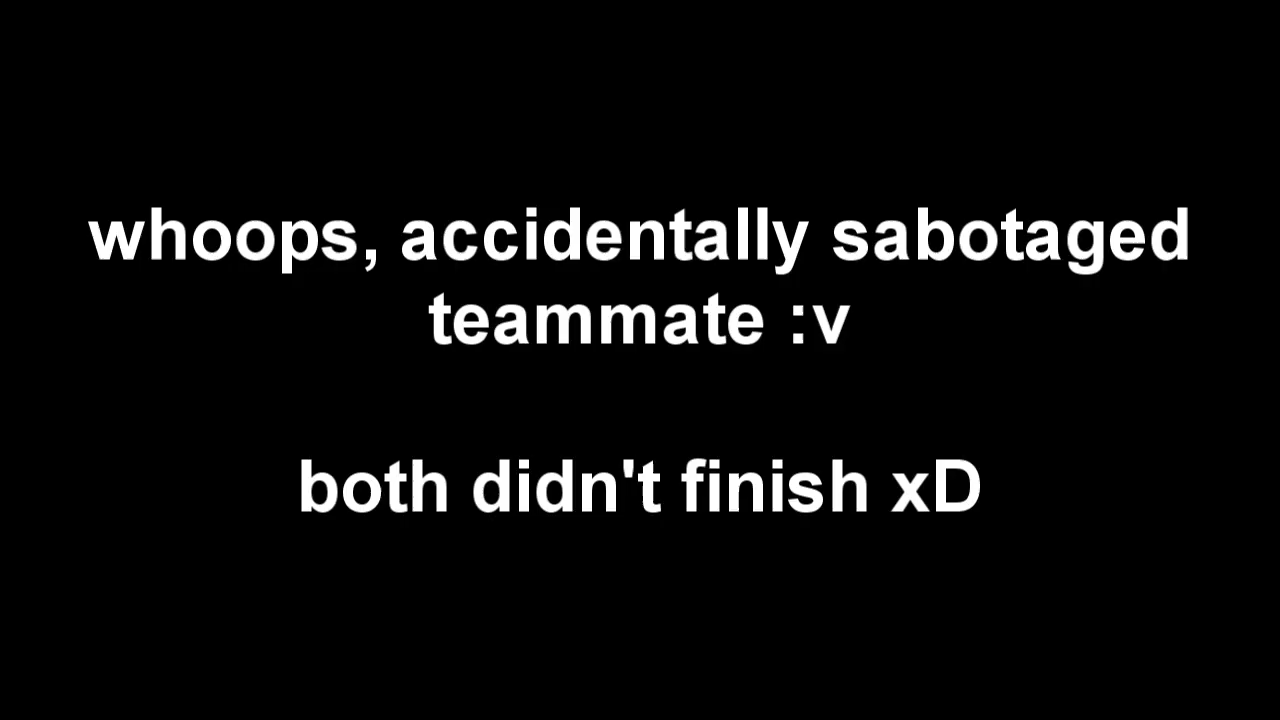 whoops, accidentally sabotaged
teammate :v
both didn't finish xD